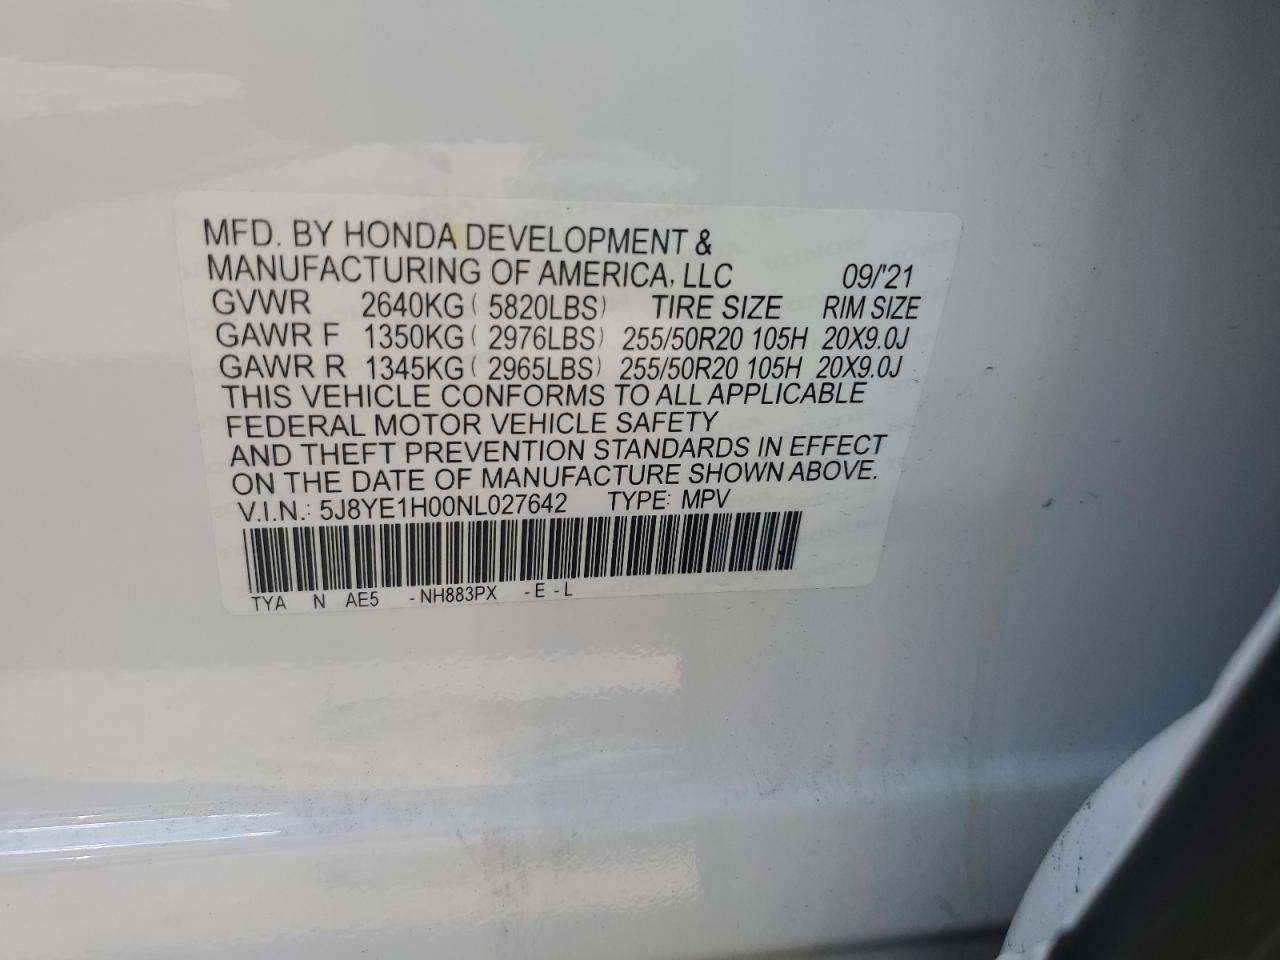 MFD. BY HONDA DEVELOPMENT &
MANUFACTURING OF AMERICA, LLC 09/'21
GVWR 2640KG( 5820LBS) TIRE SIZE RIM SIZE
GAWR F 1350KG( 2976LBS) 255/50R20 105H 20X9.0J
GAWR R 1345KG( 2965LBS) 255/50R20 105H 20X9.0J
THIS VEHICLE CONFORMS TO ALL APPLICABLE
FEDERAL MOTOR VEHICLE SAFETY
AND THEFT PREVENTION STANDARDS IN EFFECT
ON THE DATE OF MANUFACTURE SHOWN ABOVE.
V.I.N.: 5J8YE1H00NL027642 TYPE: MPV
TYA N AE5 -NH883PX -E -L